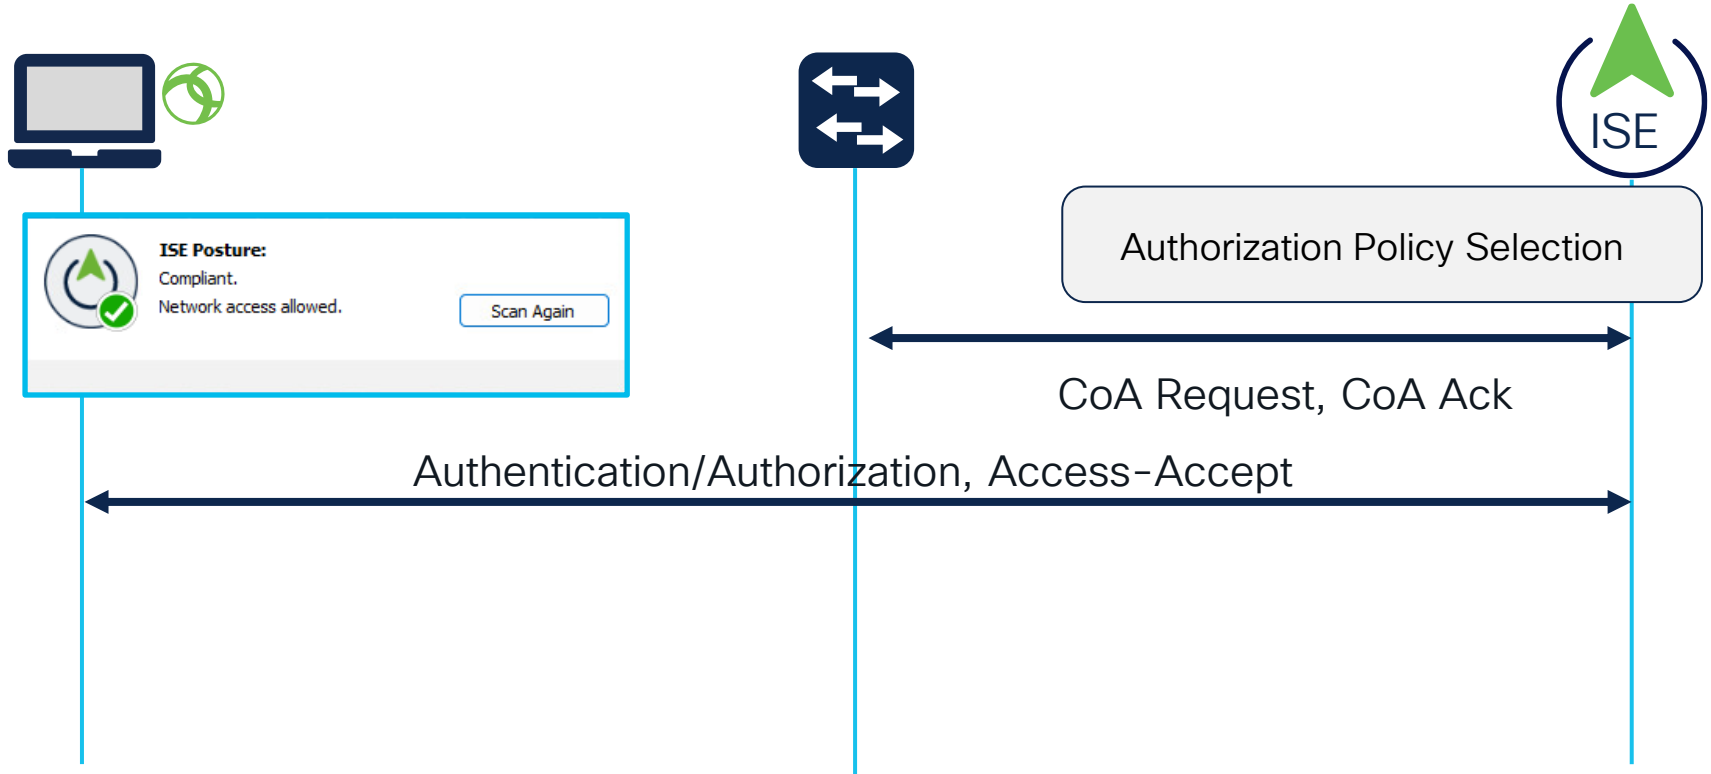 ISE
ISE Posture:
Compliant.
Network access allowed.
Scan Again
Authorization Policy Selection
CoA Request, CoA Ack
Authentication/Authorization, Access-Accept